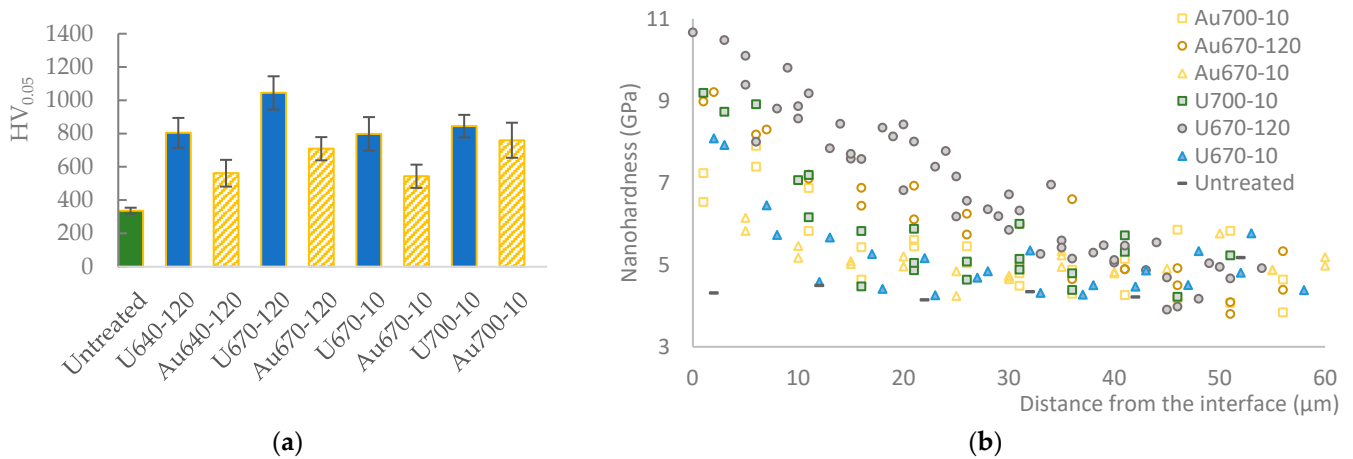 1400
1200
1000
800
600
400
200
0
HV0.05
Untreated
U640-120
Au640-120
U670-120
Au670-120
U670-10
Au670-10
U700-10
Au700-10
(a)
b)
11
9
7
5
3
Nanohardness (GPa)
0
10
20
30
40
50
60
Distance from the interface (μm)
Au700-10
Au670-120
Au670-10
U700-10
U670-120
U670-10
Untreated
(b)
a)